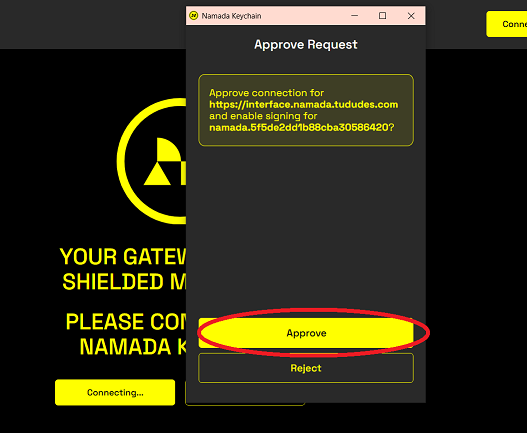 Namada Keychain
Conne
Approve Request
Approve connection for
https://interface.namada.tududes.com
and enable signing for
namada.5f5de2dd1b88cba30586420?
YOUR GATEW
SHIELDED M
PLEASE CON
NAMADA K
Approve
Reject
Connecting...